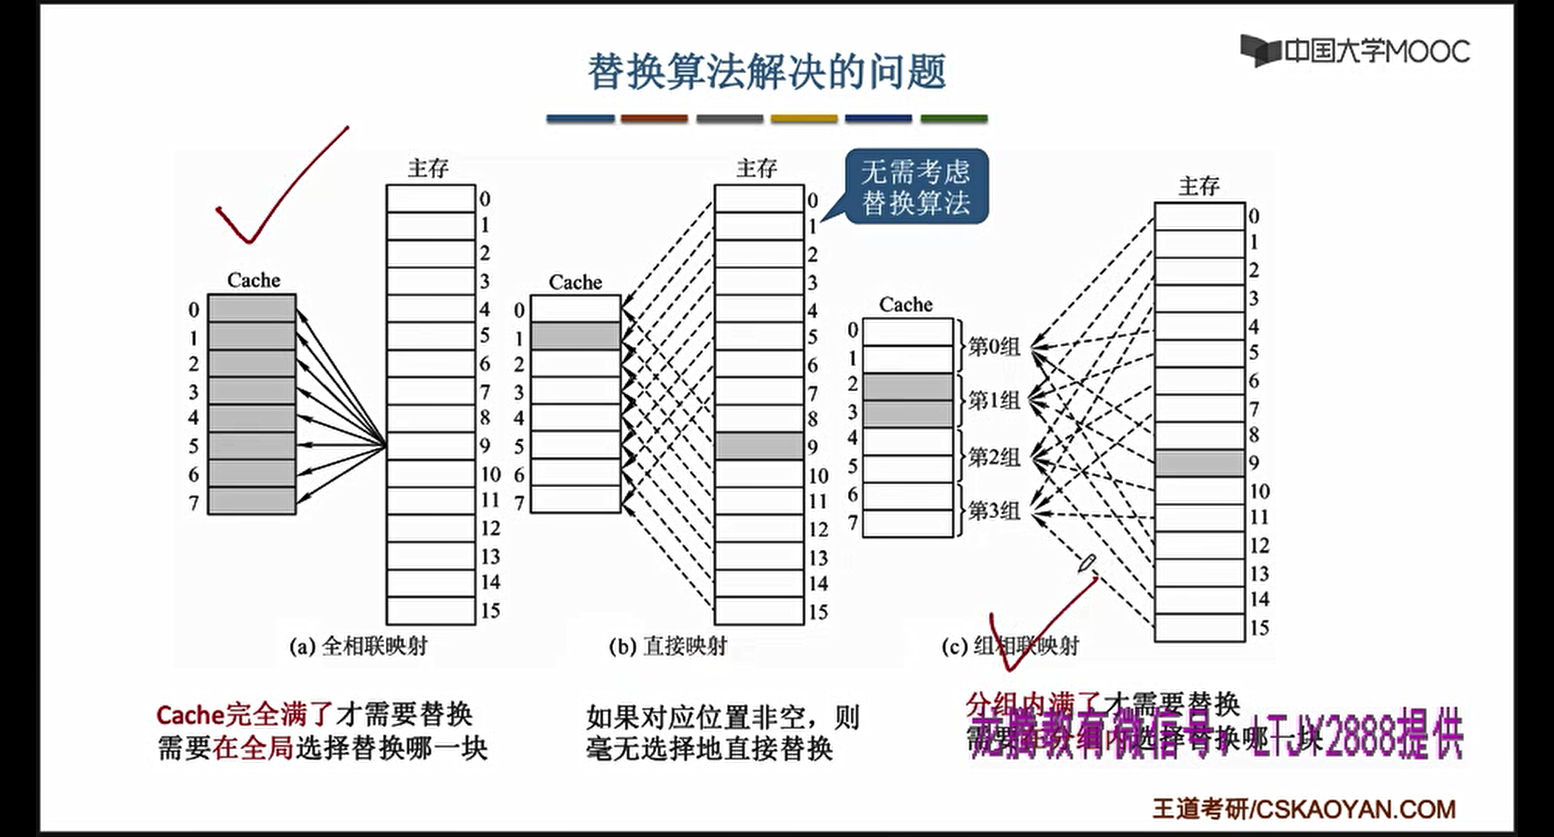 中国大学MOOC
替换算法解决的问题
主存
0
1
2
3
4
5
6
7
8
9
10
11
12
13
14
15
Cache
0
1
2
3
4
5
6
7
(a) 全相联映射
Cache完全满了才需要替换
需要在全局选择替换哪一块
主存
0
1
2
3
4
5
6
7
8
9
10
11
12
13
14
15
无需考虑
替换算法
Cache
0
1
2
3
4
5
6
7
(b) 直接映射
如果对应位置非空，则
毫无选择地直接替换
主存
0
1
2
3
4
5
6
7
8
9
10
11
12
13
14
15
Cache
0
1
2
3
4
5
6
7
第0组
第1组
第2组
第3组
(c) 组相联映射
分组内满了才需要替换
需要在分组内选择替换哪一块
龙腾教育微信号：LTJY2888提供
王道考研/CSKAOYAN.COM